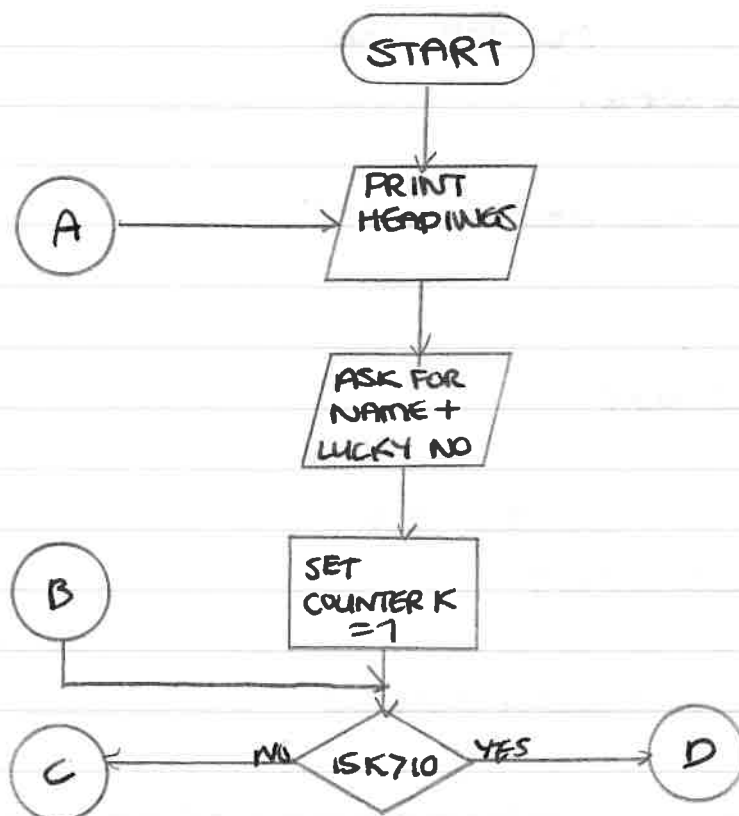 START
A
PRINT
HEADINGS
ASK FOR
NAME +
LUCKY NO
B
SET
COUNTER K
=1
C
NO
IS K>10
YES
D